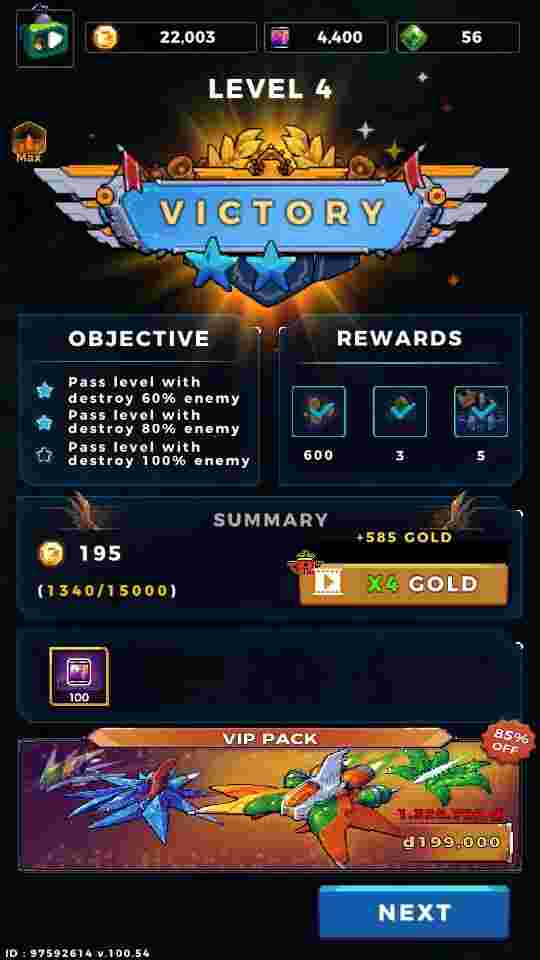 22,003
4,400
56
LEVEL 4
Max
VICTORY
OBJECTIVE
Pass level with
destroy 60% enemy
Pass level with
destroy 80% enemy
Pass level with
destroy 100% enemy
REWARDS
600
3
5
SUMMARY
195
(1340/15000)
+585 GOLD
X4 GOLD
100
VIP PACK
85%
OFF
đ199,000
NEXT
ID : 97592614 v.100.54